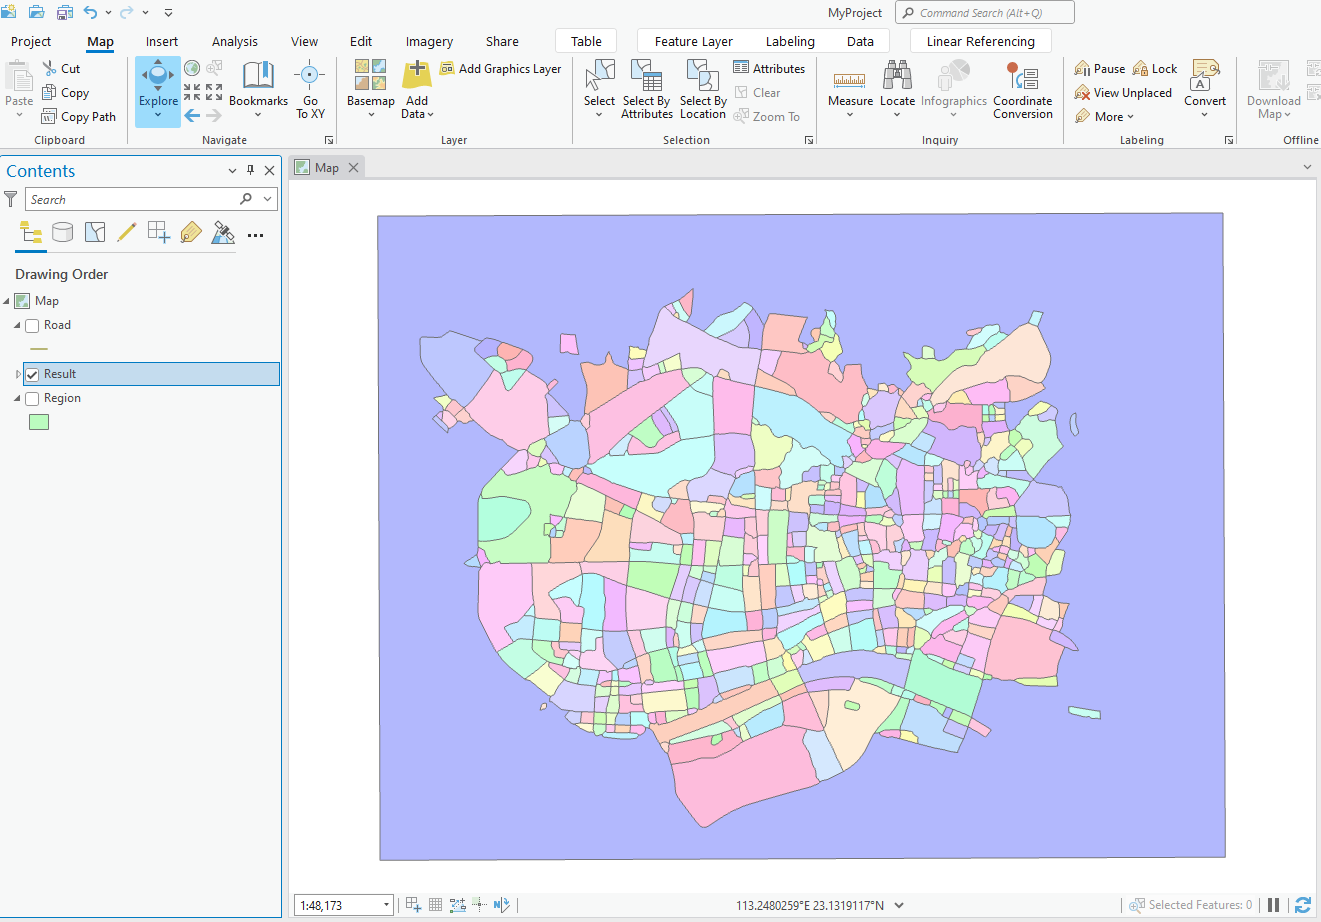 MyProject
Command Search (Alt+Q)
Project Map Insert Analysis View Edit Imagery Share Table Feature Layer Labeling Data Linear Referencing
Paste
Cut
Copy
Copy Path
Clipboard
Explore
Bookmarks
Go To XY
Navigate
Basemap
Add Data
Add Graphics Layer
Layer
Select
Select By Attributes
Select By Location
Attributes
Clear
Zoom To
Selection
Measure
Locate
Infographics
Coordinate Conversion
Inquiry
Pause
Lock
View Unplaced
More
Convert
A
Labeling
Download Map
Offline
Contents
Search
Drawing Order
Map
Road
Result
Region
Map
1:48,173
N
113.2480259°E 23.1319117°N
Selected Features: 0